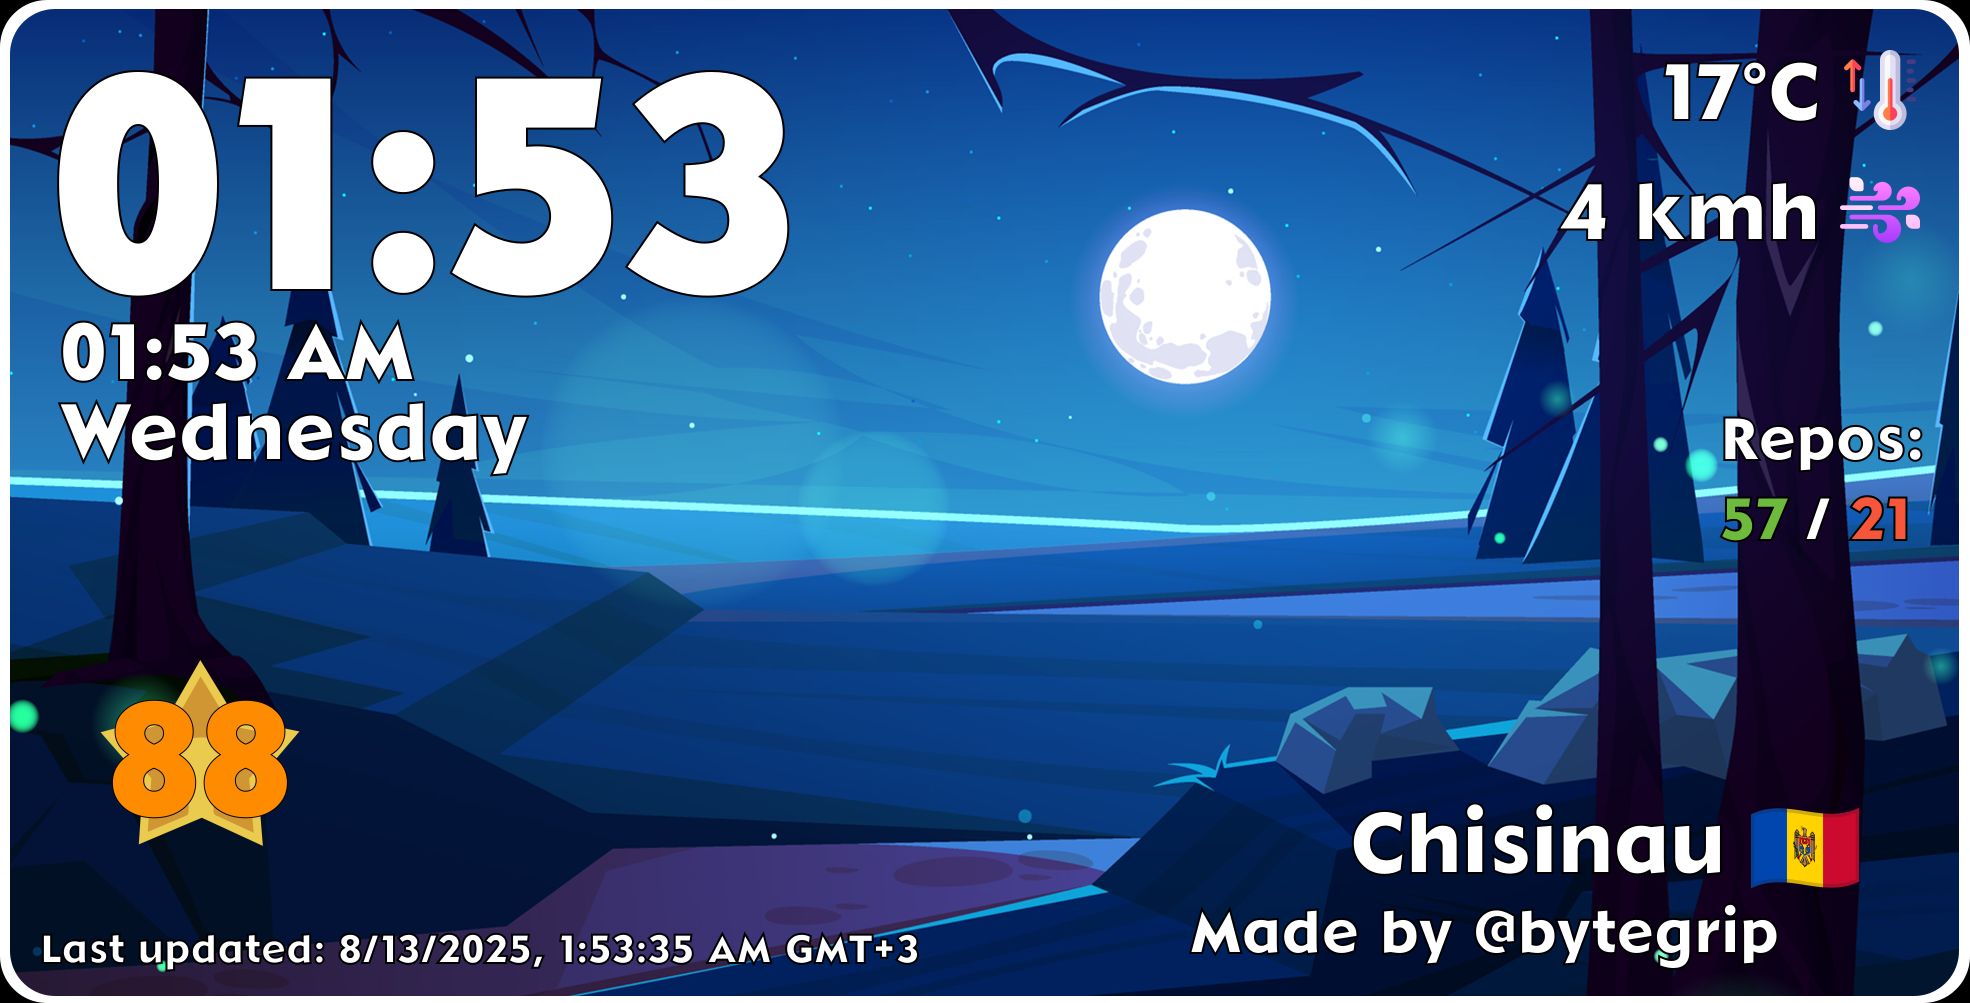 01:53
01:53 AM
Wednesday
17°C
4 kmh
Repos:
57 / 21
88
Chisinau
Made by @bytegrip
Last updated: 8/13/2025, 1:53:35 AM GMT+3